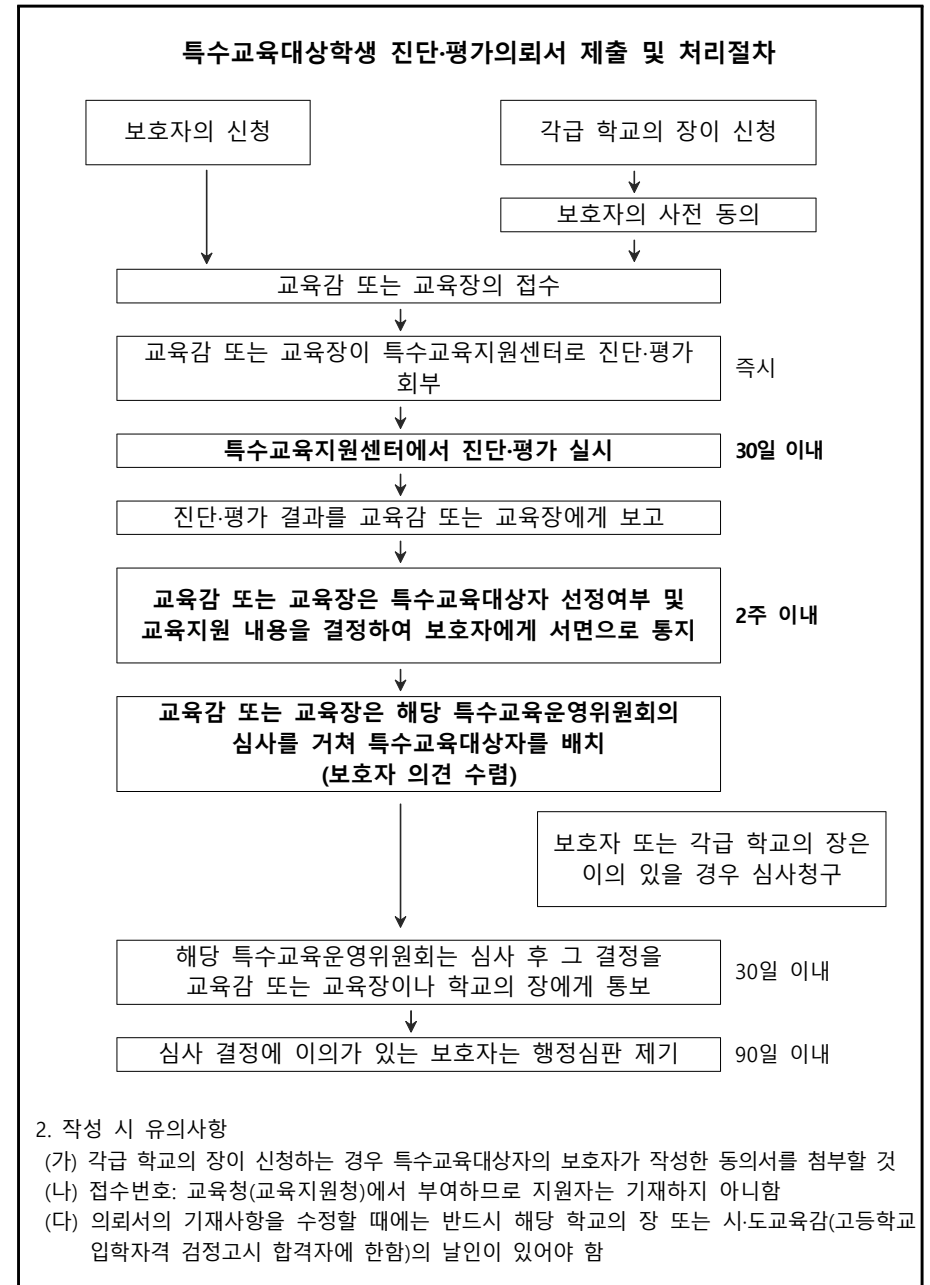 특수교육대상학생 진단·평가의뢰서 제출 및 처리절차
보호자의 신청
각급 학교의 장이 신청
보호자의 사전 동의
교육감 또는 교육장의 접수
교육감 또는 교육장이 특수교육지원센터로 진단·평가
회부
즉시
특수교육지원센터에서 진단·평가 실시
30일 이내
진단·평가 결과를 교육감 또는 교육장에게 보고
교육감 또는 교육장은 특수교육대상자 선정여부 및
교육지원 내용을 결정하여 보호자에게 서면으로 통지
2주 이내
교육감 또는 교육장은 해당 특수교육운영위원회의
심사를 거쳐 특수교육대상자를 배치
(보호자 의견 수렴)
보호자 또는 각급 학교의 장은
이의 있을 경우 심사청구
해당 특수교육운영위원회는 심사 후 그 결정을
교육감 또는 교육장이나 학교의 장에게 통보
30일 이내
심사 결정에 이의가 있는 보호자는 행정심판 제기
90일 이내
2. 작성 시 유의사항
(가) 각급 학교의 장이 신청하는 경우 특수교육대상자의 보호자가 작성한 동의서를 첨부할 것
(나) 접수번호: 교육청(교육지원청)에서 부여하므로 지원자는 기재하지 아니함
(다) 의뢰서의 기재사항을 수정할 때에는 반드시 해당 학교의 장 또는 시·도교육감(고등학교
입학자격 검정고시 합격자에 한함)의 날인이 있어야 함